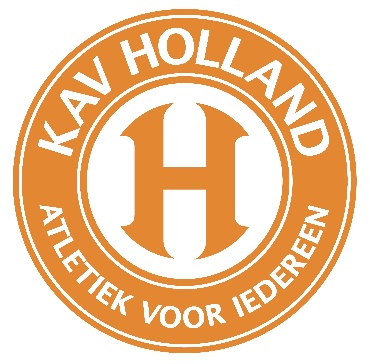 KAV HOLLAND
H
ATLETIEK VOOR IEDEREEN